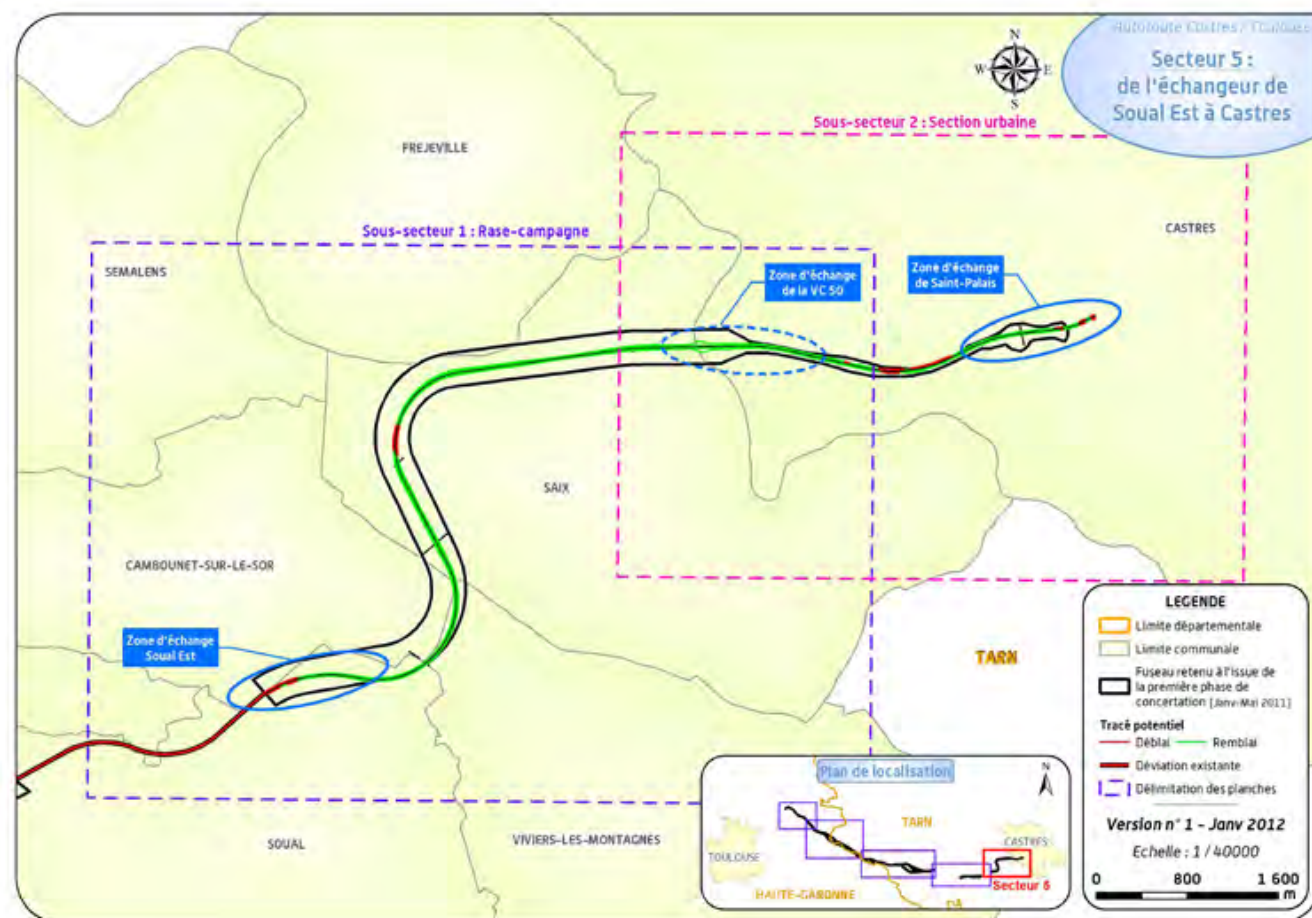 Autoroute Castres / Toulouse
Secteur 5 :
de l'échangeur de
Soual Est à Castres
N
W
E
S
Sous-secteur 2 : Section urbaine
FREJEVILLE
Sous-secteur 1 : Rase-campagne
CASTRES
SEMALENS
Zone d'échange
de la VC 50
Zone d'échange
de Saint-Palais
SAIX
CAMBOUNET-SUR-LE-SOR
Zone d'échange
Soual Est
TARN
SOUAL
VIVIERS-LES-MONTAGNES
LEGENDE
Limite départementale
Limite communale
Fuseau retenu à l'issue de
la première phase de
concertation (Janv-Mai 2011)
Tracé potentiel
Déblai
Remblai
Déviation existante
Délimitation des planches
Version n° 1 - Janv 2012
Echelle : 1 / 40000
0 800 1 600
m
Plan de localisation
N
TARN
TOULOUSE
CASTRES
Secteur 5
HAUTE-GARONNE